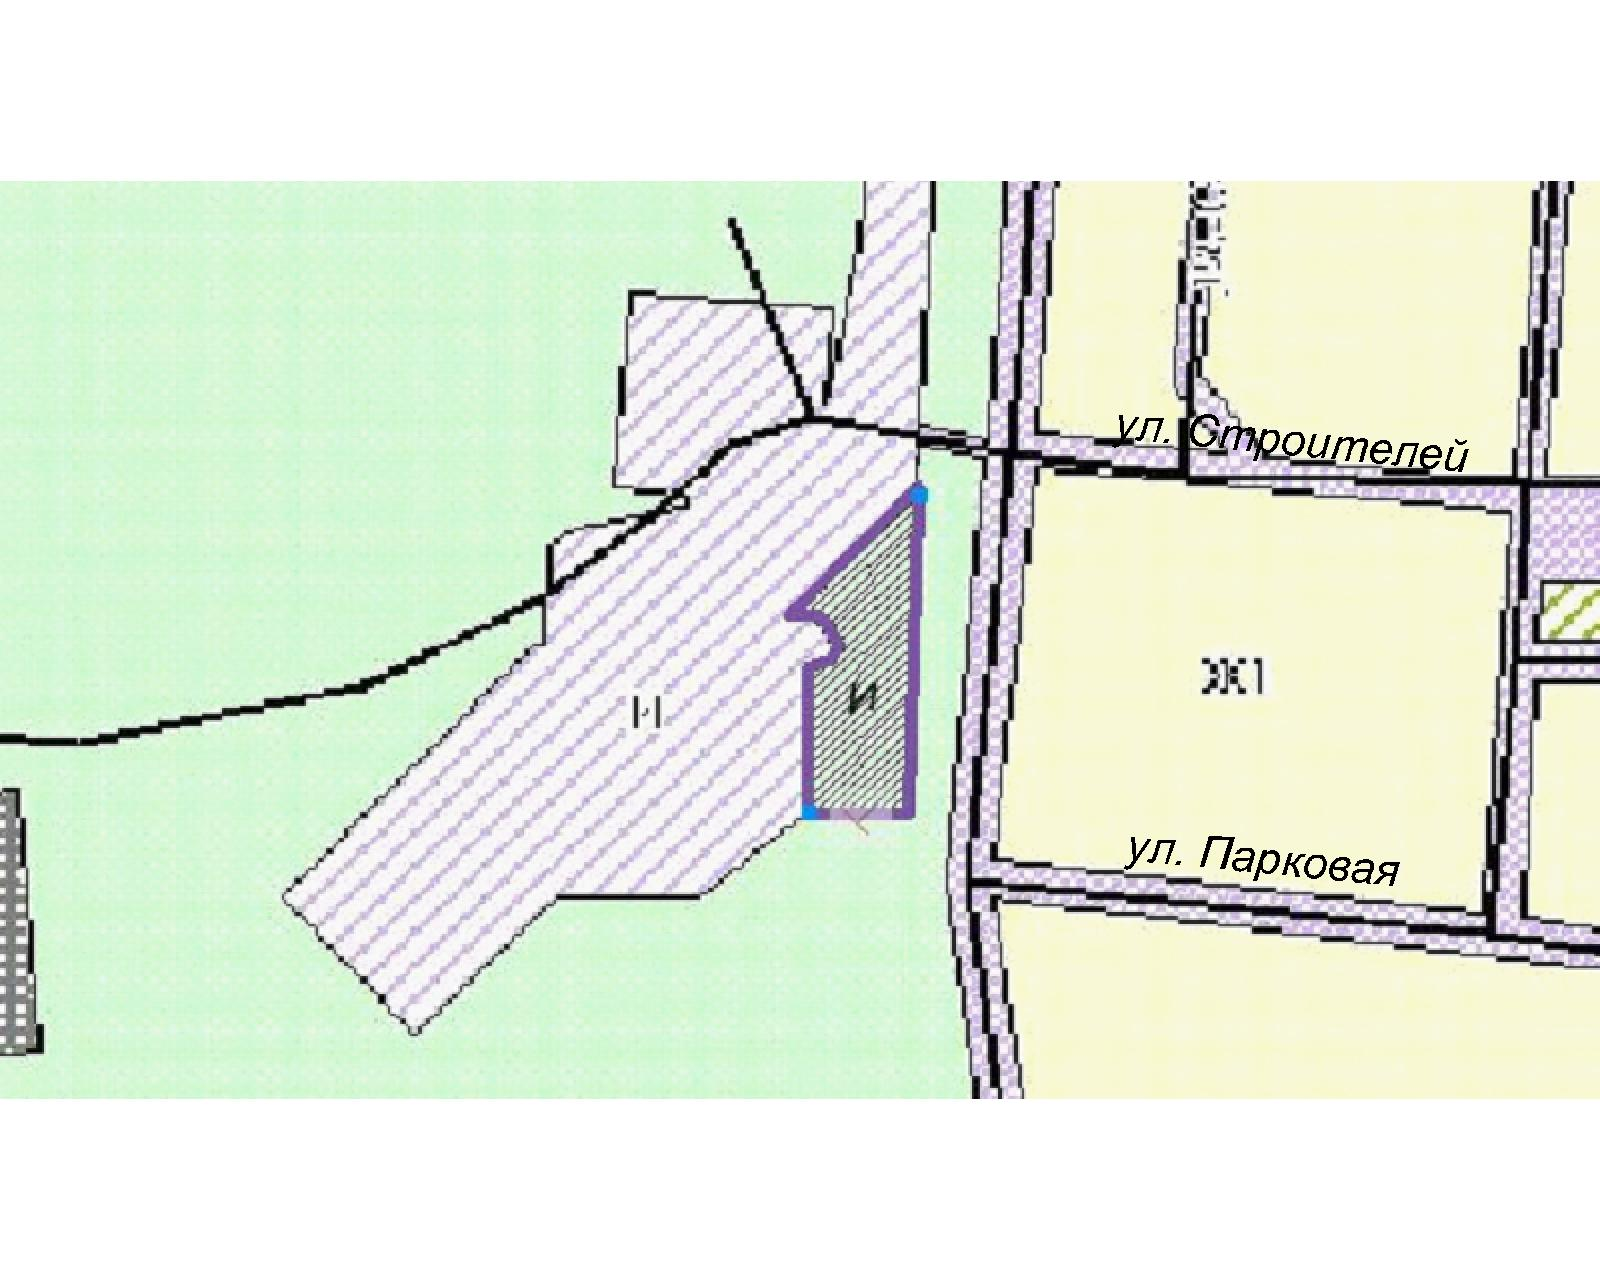 ул. Строителей
Ж1
И
И
ул. Парковая